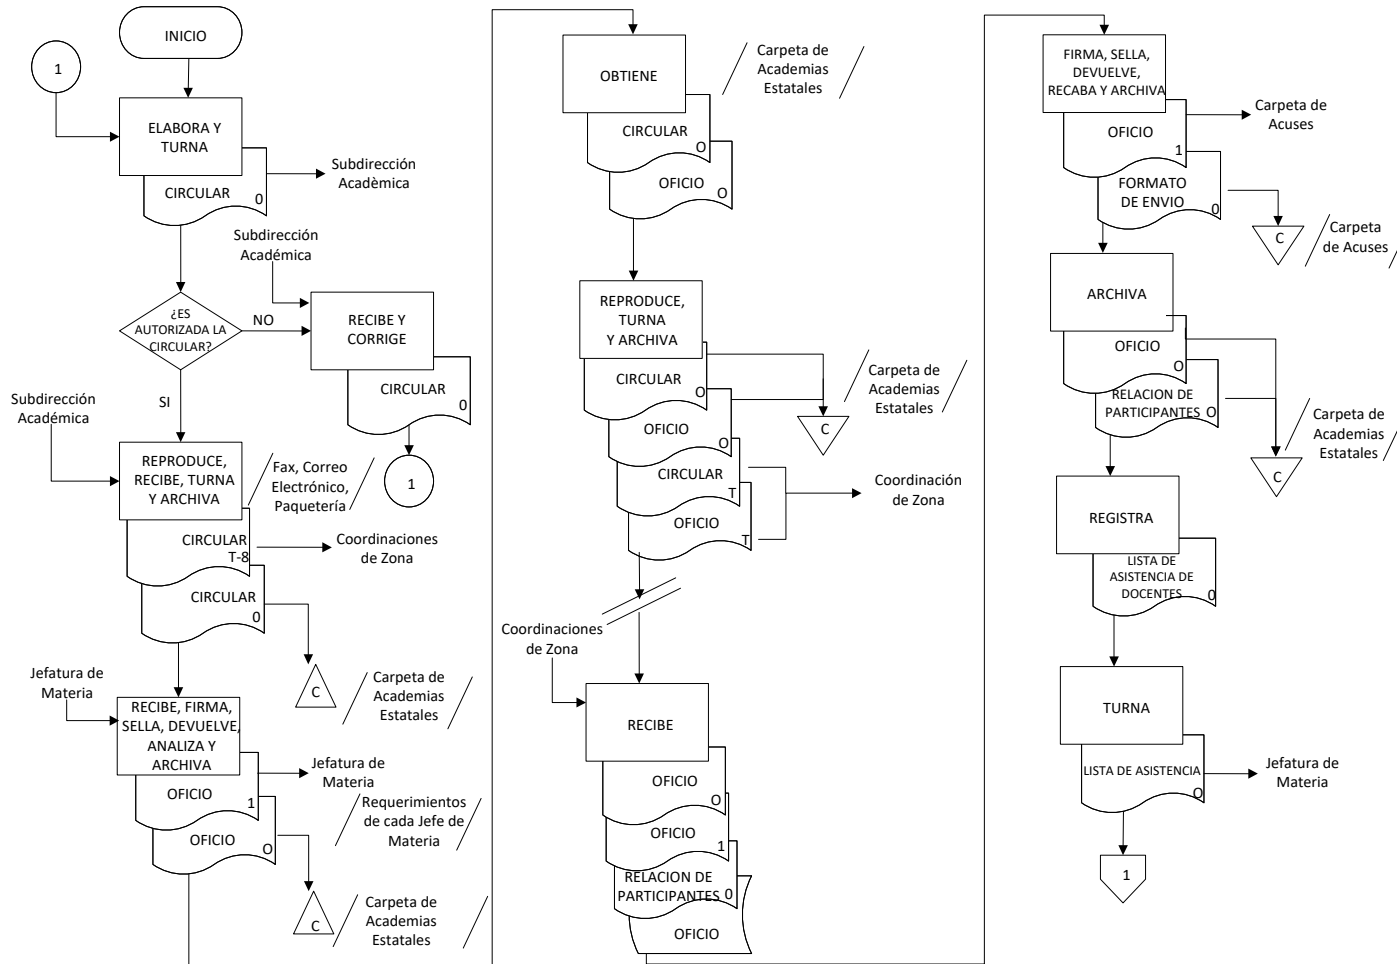 INICIO
1
ELABORA Y
TURNA
CIRCULAR
0
Subdirección
Acadèmica
Subdirección
Académica
¿ES
AUTORIZADA LA
CIRCULAR?
NO
RECIBE Y
CORRIGE
CIRCULAR
0
1
SI
Subdirección
Académica
REPRODUCE,
RECIBE, TURNA
Y ARCHIVA
Fax, Correo
Electrónico,
Paquetería
CIRCULAR
T-8
Coordinaciones
de Zona
CIRCULAR
0
C
Carpeta de
Academias
Estatales
Jefatura de
Materia
RECIBE, FIRMA,
SELLA, DEVUELVE,
ANALIZA Y
ARCHIVA
OFICIO
1
Jefatura de
Materia
Requerimientos
de cada Jefe de
Materia
OFICIO
O
C
Carpeta de
Academias
Estatales
OBTIENE
Carpeta de
Academias
Estatales
CIRCULAR
O
OFICIO
O
REPRODUCE,
TURNA
Y ARCHIVA
CIRCULAR
O
OFICIO
O
C
Carpeta de
Academias
Estatales
CIRCULAR
T
OFICIO
T
Coordinación
de Zona
Coordinaciones
de Zona
RECIBE
OFICIO
O
OFICIO
1
RELACION DE
PARTICIPANTES
0
OFICIO
FIRMA, SELLA,
DEVUELVE,
RECABA Y ARCHIVA
OFICIO
1
Carpeta de
Acuses
FORMATO
DE ENVIO
0
C
Carpeta
de Acuses
ARCHIVA
OFICIO
O
RELACION DE
PARTICIPANTES
O
C
Carpeta de
Academias
Estatales
REGISTRA
LISTA DE
ASISTENCIA DE
DOCENTES
0
TURNA
LISTA DE ASISTENCIA
O
Jefatura de
Materia
1